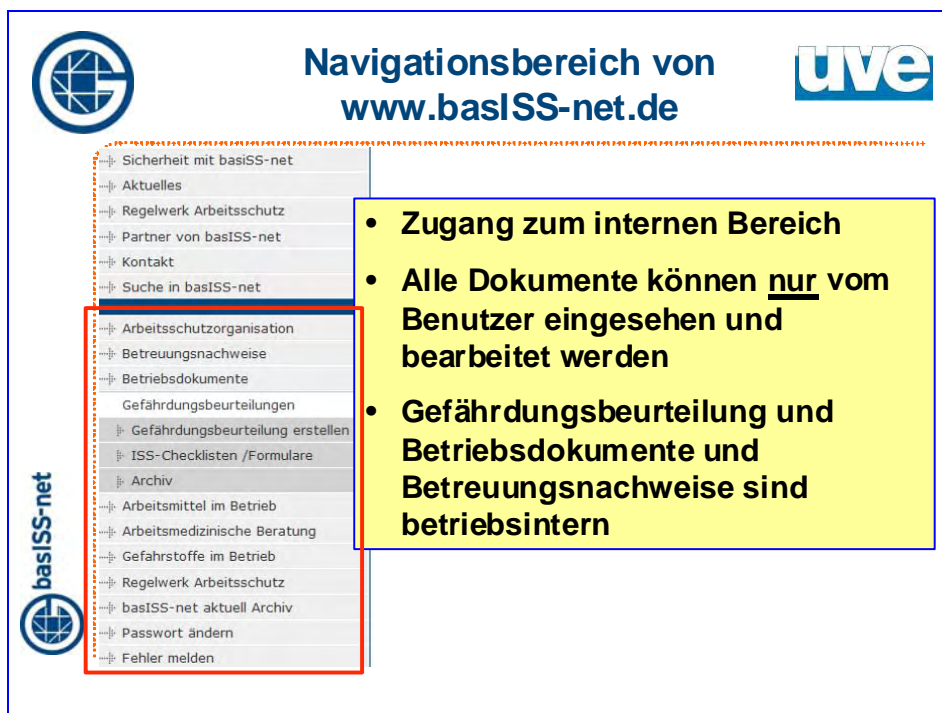 Navigationsbereich von
www.basISS-net.de
uve
Sicherheit mit basiSS-net
Aktuelles
Regelwerk Arbeitsschutz
Partner von basISS-net
Kontakt
Suche in basISS-net
Arbeitsschutzorganisation
Betreuungsnachweise
Betriebsdokumente
Gefährdungsbeurteilungen
Gefährdungsbeurteilung erstellen
ISS-Checklisten /Formulare
Archiv
Arbeitsmittel im Betrieb
Arbeitsmedizinische Beratung
Gefahrstoffe im Betrieb
Regelwerk Arbeitsschutz
basISS-net aktuell Archiv
Passwort ändern
Fehler melden
• Zugang zum internen Bereich
• Alle Dokumente können nur vom
Benutzer eingesehen und
bearbeitet werden
• Gefährdungsbeurteilung und
Betriebsdokumente und
Betreuungsnachweise sind
betriebsintern
basISS-net